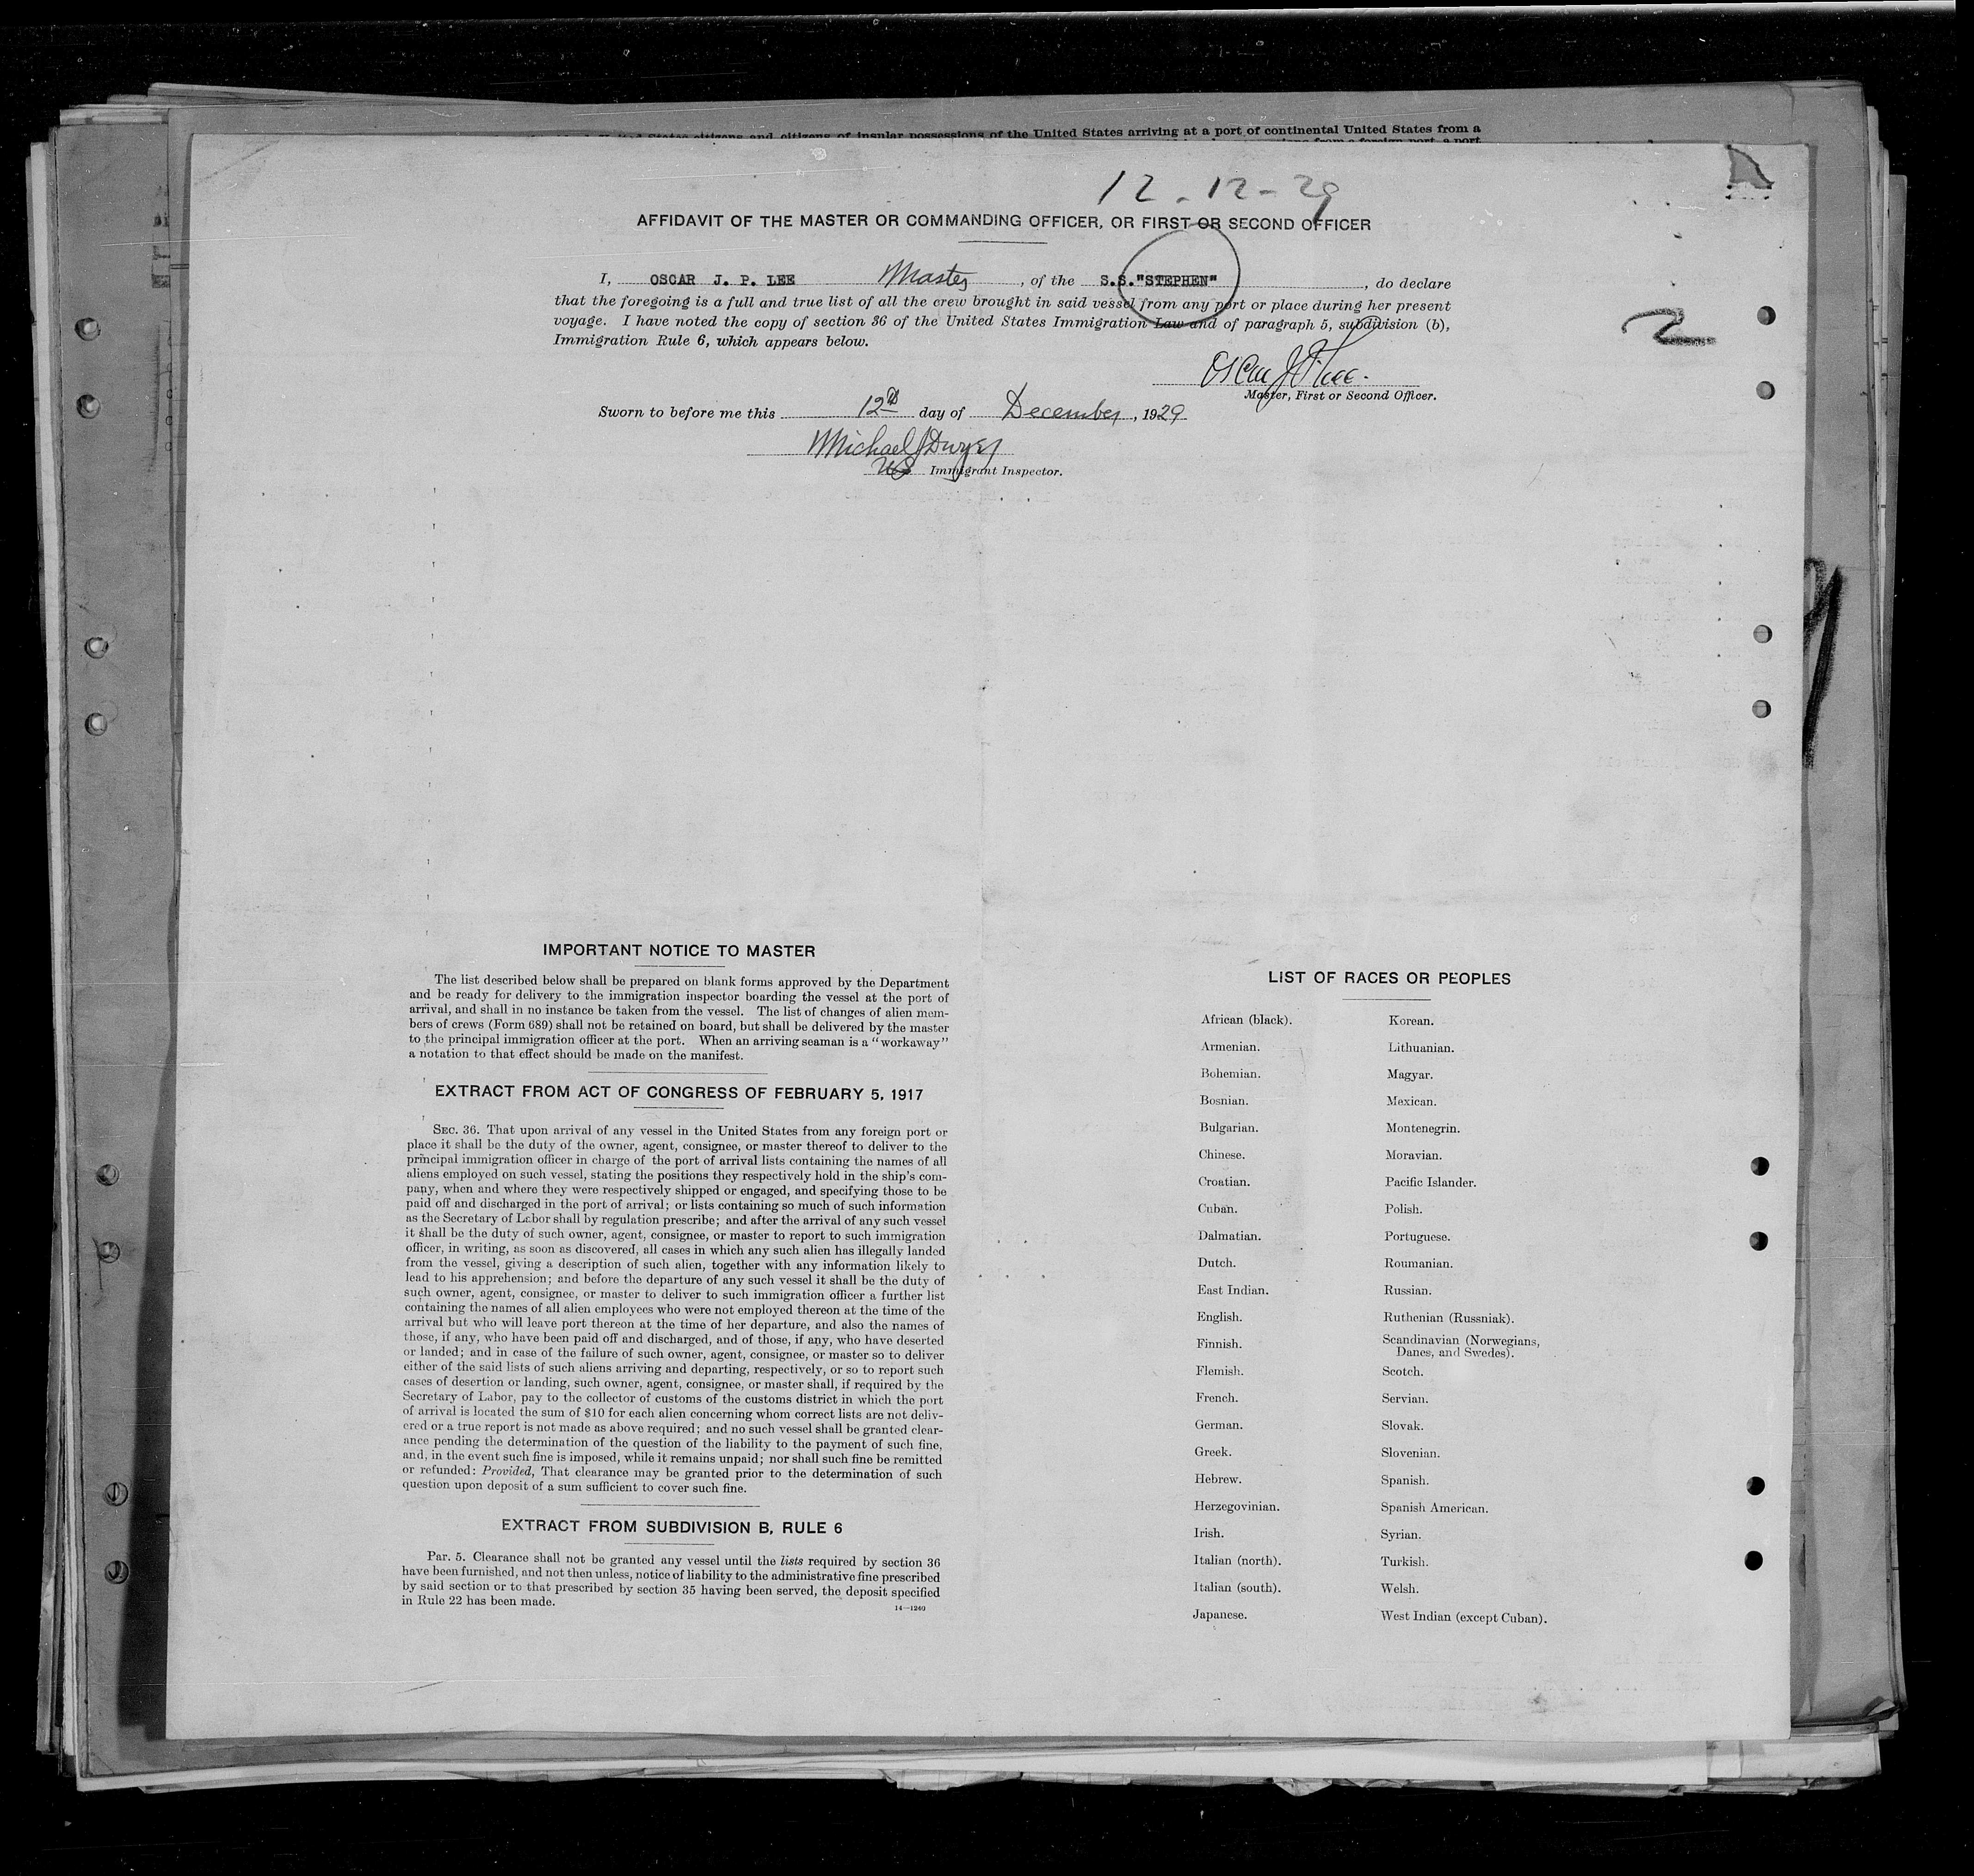 United States citizens and citizens of insular possessions of the United States arriving at a port of continental United States from a
12-12-29
AFFIDAVIT OF THE MASTER OR COMMANDING OFFICER, OR FIRST OR SECOND OFFICER
I, OSCAR J. P. LEE Master, of the S.S."STEPHEN", do declare
that the foregoing is a full and true list of all the crew brought in said vessel from any port or place during her present
voyage. I have noted the copy of section 36 of the United States Immigration Law and of paragraph 5, subdivision (b),
Immigration Rule 6, which appears below.
2
Oscar J P Lee.
Master, First or Second Officer.
Sworn to before me this 12th day of December, 1929
Michael J Dwyer
US Immigrant Inspector.
IMPORTANT NOTICE TO MASTER
The list described below shall be prepared on blank forms approved by the Department
and be ready for delivery to the immigration inspector boarding the vessel at the port of
arrival, and shall in no instance be taken from the vessel. The list of changes of alien mem-
bers of crews (Form 689) shall not be retained on board, but shall be delivered by the master
to the principal immigration officer at the port. When an arriving seaman is a "workaway"
a notation to that effect should be made on the manifest.
EXTRACT FROM ACT OF CONGRESS OF FEBRUARY 5, 1917
SEC. 36. That upon arrival of any vessel in the United States from any foreign port or
place it shall be the duty of the owner, agent, consignee, or master thereof to deliver to the
principal immigration officer in charge of the port of arrival lists containing the names of all
aliens employed on such vessel, stating the positions they respectively hold in the ship's com-
pany, when and where they were respectively shipped or engaged, and specifying those to be
paid off and discharged in the port of arrival; or lists containing so much of such information
as the Secretary of Labor shall by regulation prescribe; and after the arrival of any such vessel
it shall be the duty of such owner, agent, consignee, or master to report to such immigration
officer, in writing, as soon as discovered, all cases in which any such alien has illegally landed
from the vessel, giving a description of such alien, together with any information likely to
lead to his apprehension; and before the departure of any such vessel it shall be the duty of
such owner, agent, consignee, or master to deliver to such immigration officer a further list
containing the names of all alien employees who were not employed thereon at the time of the
arrival but who will leave port thereon at the time of her departure, and also the names of
those, if any, who have been paid off and discharged, and of those, if any, who have deserted
or landed; and in case of the failure of such owner, agent, consignee, or master so to deliver
either of the said lists of such aliens arriving and departing, respectively, or so to report such
cases of desertion or landing, such owner, agent, consignee, or master shall, if required by the
Secretary of Labor, pay to the collector of customs of the customs district in which the port
of arrival is located the sum of $10 for each alien concerning whom correct lists are not deliv-
ered or a true report is not made as above required; and no such vessel shall be granted clear-
ance pending the determination of the question of the liability to the payment of such fine,
and, in the event such fine is imposed, while it remains unpaid; nor shall such fine be remitted
or refunded: Provided, That clearance may be granted prior to the determination of such
question upon deposit of a sum sufficient to cover such fine.
EXTRACT FROM SUBDIVISION B, RULE 6
Par. 5. Clearance shall not be granted any vessel until the lists required by section 36
have been furnished, and not then unless, notice of liability to the administrative fine prescribed
by said section or to that prescribed by section 35 having been served, the deposit specified
in Rule 22 has been made.
14—1240
LIST OF RACES OR PEOPLES
African (black).
Armenian.
Bohemian.
Bosnian.
Bulgarian.
Chinese.
Croatian.
Cuban.
Dalmatian.
Dutch.
East Indian.
English.
Finnish.
Flemish.
French.
German.
Greek.
Hebrew.
Herzegovinian.
Irish.
Italian (north).
Italian (south).
Japanese.
Korean.
Lithuanian.
Magyar.
Mexican.
Montenegrin.
Moravian.
Pacific Islander.
Polish.
Portuguese.
Roumanian.
Russian.
Ruthenian (Russniak).
Scandinavian (Norwegians,
Danes, and Swedes).
Scotch.
Servian.
Slovak.
Slovenian.
Spanish.
Spanish American.
Syrian.
Turkish.
Welsh.
West Indian (except Cuban).